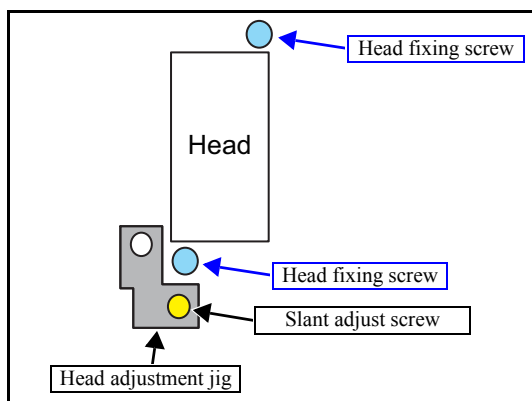 Head fixing screw
Head
Head fixing screw
Slant adjust screw
Head adjustment jig